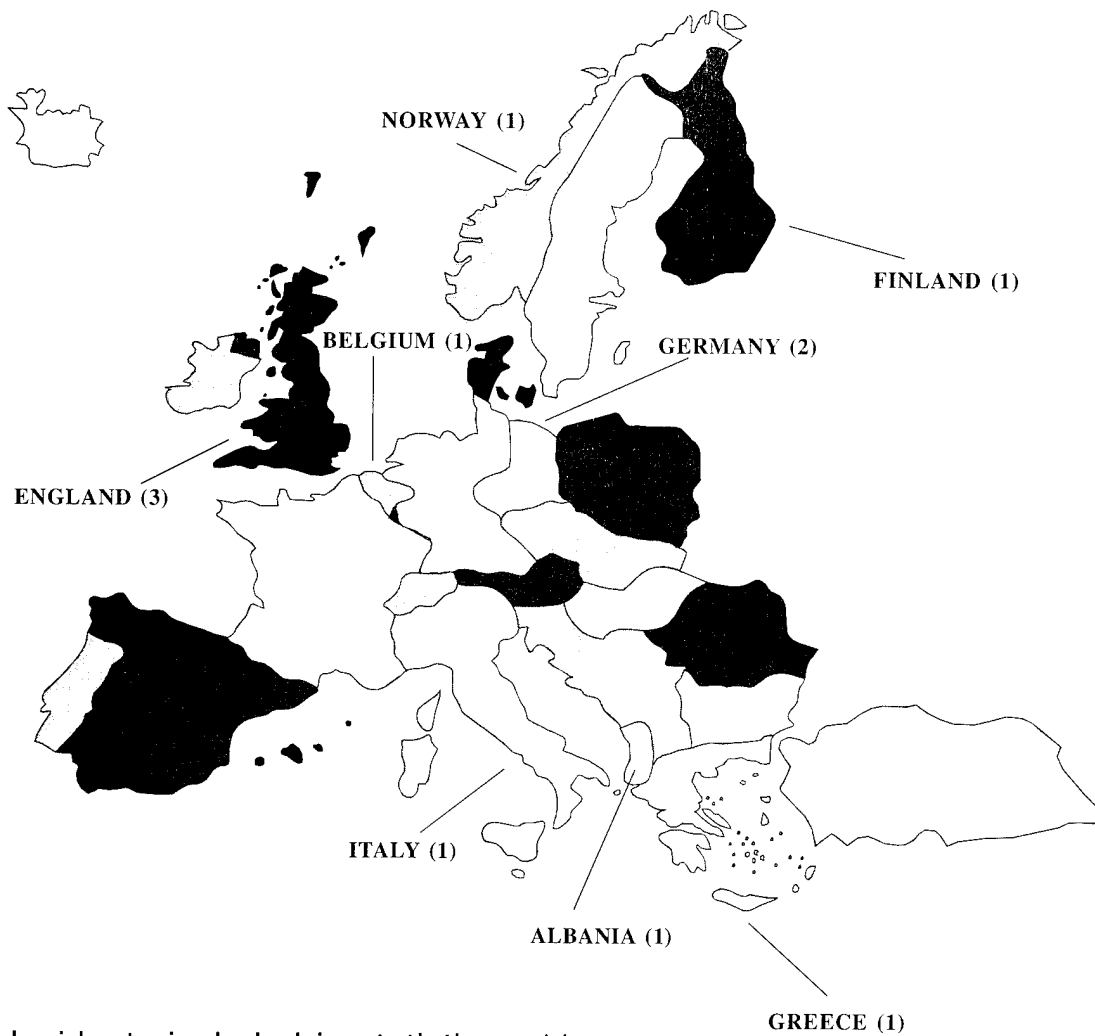 NORWAY (1)
FINLAND (1)
BELGIUM (1)
GERMANY (2)
ENGLAND (3)
ITALY (1)
ALBANIA (1)
GREECE (1)